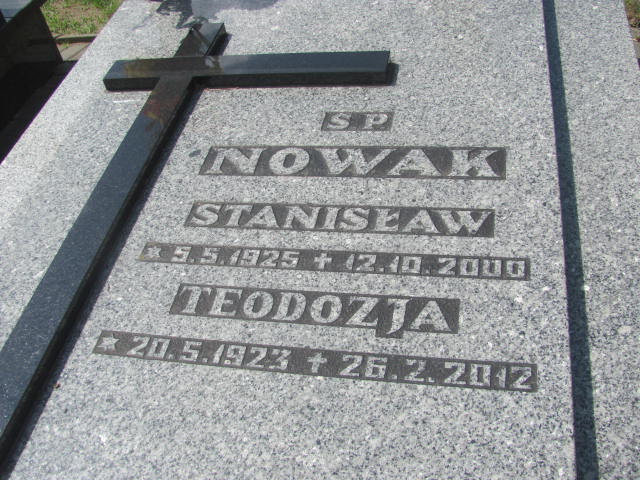 SP
NOWAK
STANISŁAW
* 5.5.1925 + 12.10.2000
TEODOZJA
* 20.5.1923 + 26.2.2012